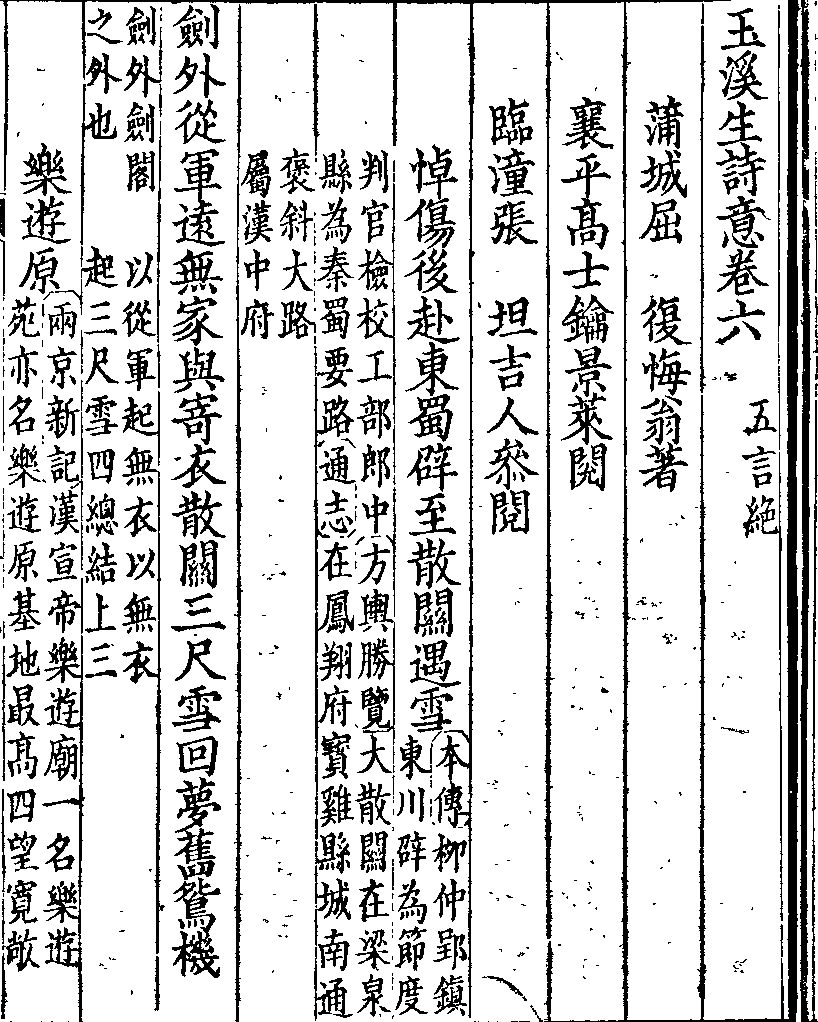 玉溪生詩意卷六　五言絶
蒲城屈　復悔翁著
襄平高士鑰景萊閱
臨潼張　坦吉人叅閱
悼傷後赴東蜀辟至散關遇雪
本傳柳仲郢鎮
東川辟為節度
判官檢校工部郎中方輿勝覽大散關在梁泉
縣為秦蜀要路通志在鳳翔府寳雞縣城南通
褒斜大路
屬漢中府
劍外從軍遠無家與寄衣散關三尺雪回夢舊鴛機
劍外劍閣
之外也
以從軍起無衣以無衣
起三尺雪四總結上三
樂遊原
兩京新記漢宣帝樂遊廟一名樂遊
苑亦名樂遊原基地最高四望寛敞